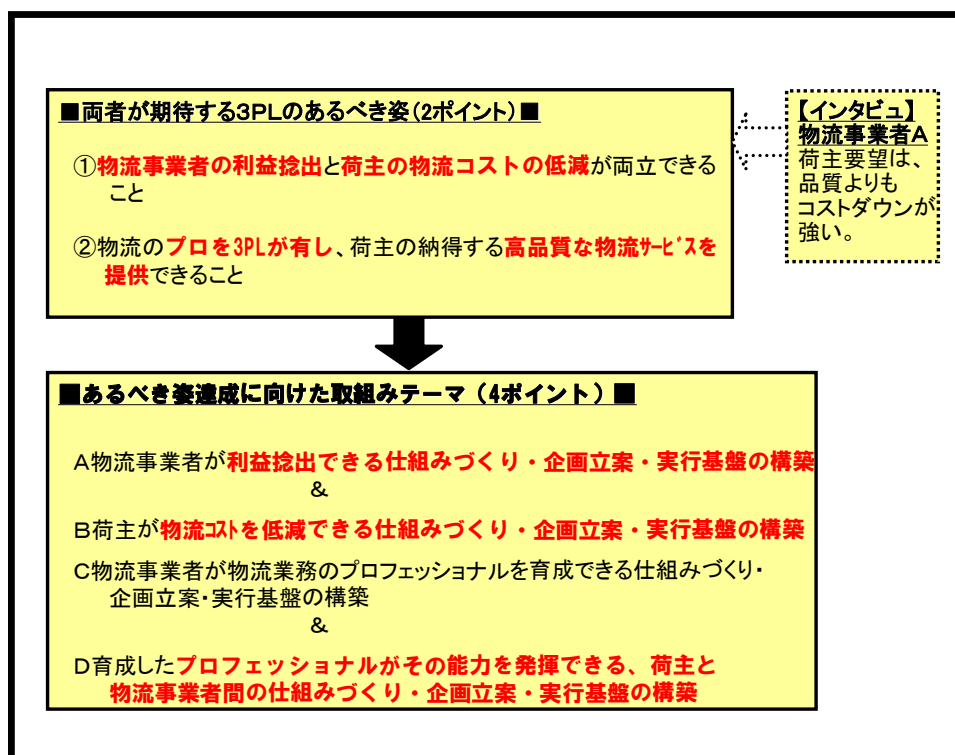 ■両者が期待する3PLのあるべき姿(2ポイント)■
①物流事業者の利益捻出と荷主の物流コストの低減が両立できる
こと
②物流のプロを3PLが有し、荷主の納得する高品質な物流ｻｰﾋﾞｽを
提供できること
【インタビュ】
物流事業者A
荷主要望は、
品質よりも
コストダウンが
強い。
■あるべき姿達成に向けた取組みテーマ（4ポイント）■
A物流事業者が利益捻出できる仕組みづくり・企画立案・実行基盤の構築
&
B荷主が物流ｺｽﾄを低減できる仕組みづくり・企画立案・実行基盤の構築
C物流事業者が物流業務のプロフェッショナルを育成できる仕組みづくり・
企画立案・実行基盤の構築
&
D育成したプロフェッショナルがその能力を発揮できる、荷主と
物流事業者間の仕組みづくり・企画立案・実行基盤の構築